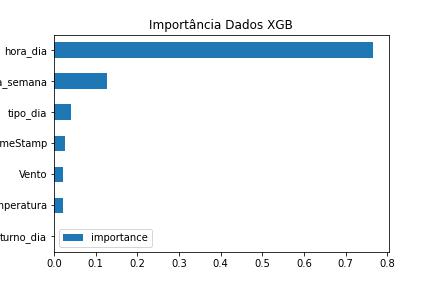 Importância Dados XGB
hora_dia
a_semana
tipo_dia
meStamp
Vento
nperatura
turno_dia
importance
0.0 0.1 0.2 0.3 0.4 0.5 0.6 0.7 0.8